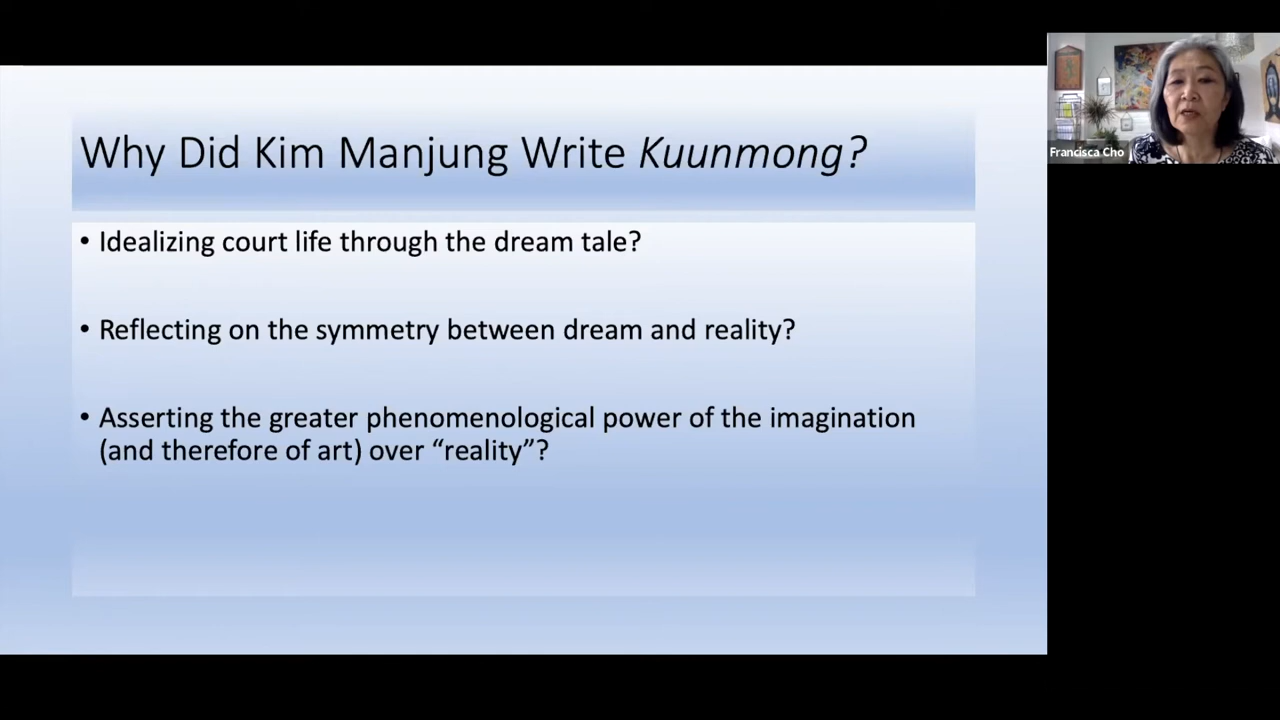 Why Did Kim Manjung Write Kuunmong?
• Idealizing court life through the dream tale?
• Reflecting on the symmetry between dream and reality?
• Asserting the greater phenomenological power of the imagination
(and therefore of art) over “reality”?
Francisca Cho